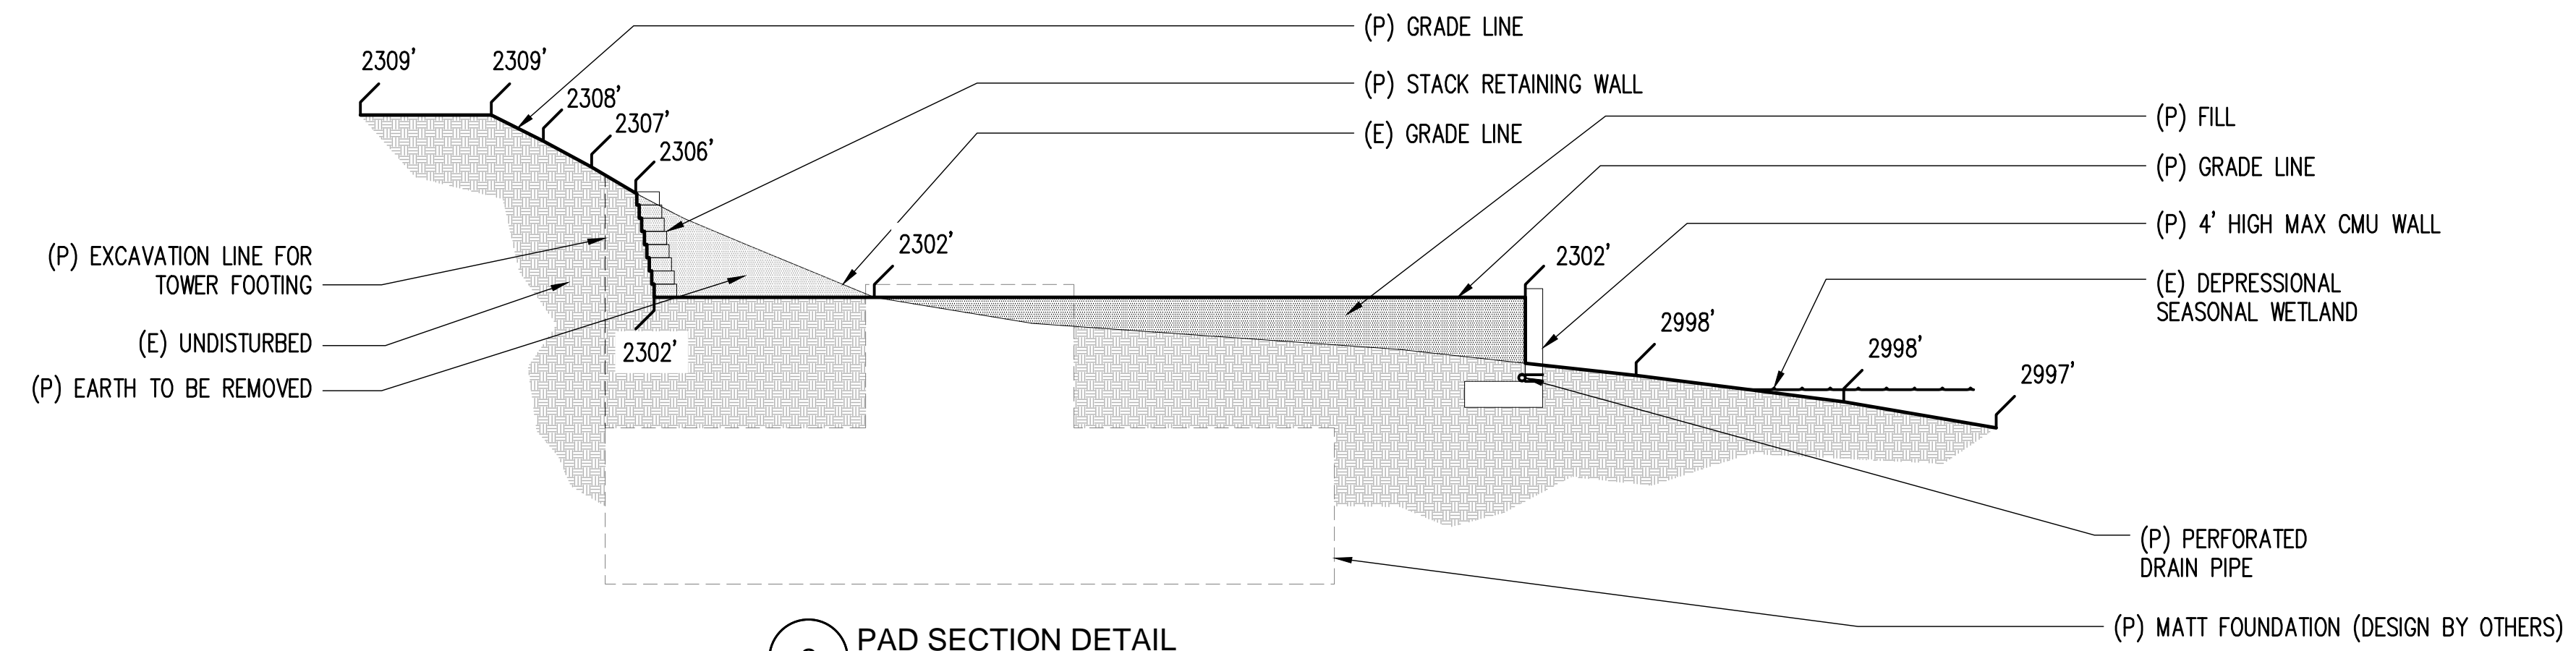 (P) GRADE LINE
2309'
2309'
(P) STACK RETAINING WALL
2308'
(P) FILL
2307'
(E) GRADE LINE
2306'
(P) GRADE LINE
(P) 4' HIGH MAX CMU WALL
2302'
2302'
(P) EXCAVATION LINE FOR
TOWER FOOTING
(E) DEPRESSIONAL
SEASONAL WETLAND
2998'
(E) UNDISTURBED
2302'
2998'
2997'
(P) EARTH TO BE REMOVED
(P) PERFORATED
DRAIN PIPE
(P) MATT FOUNDATION (DESIGN BY OTHERS)
PAD SECTION DETAIL